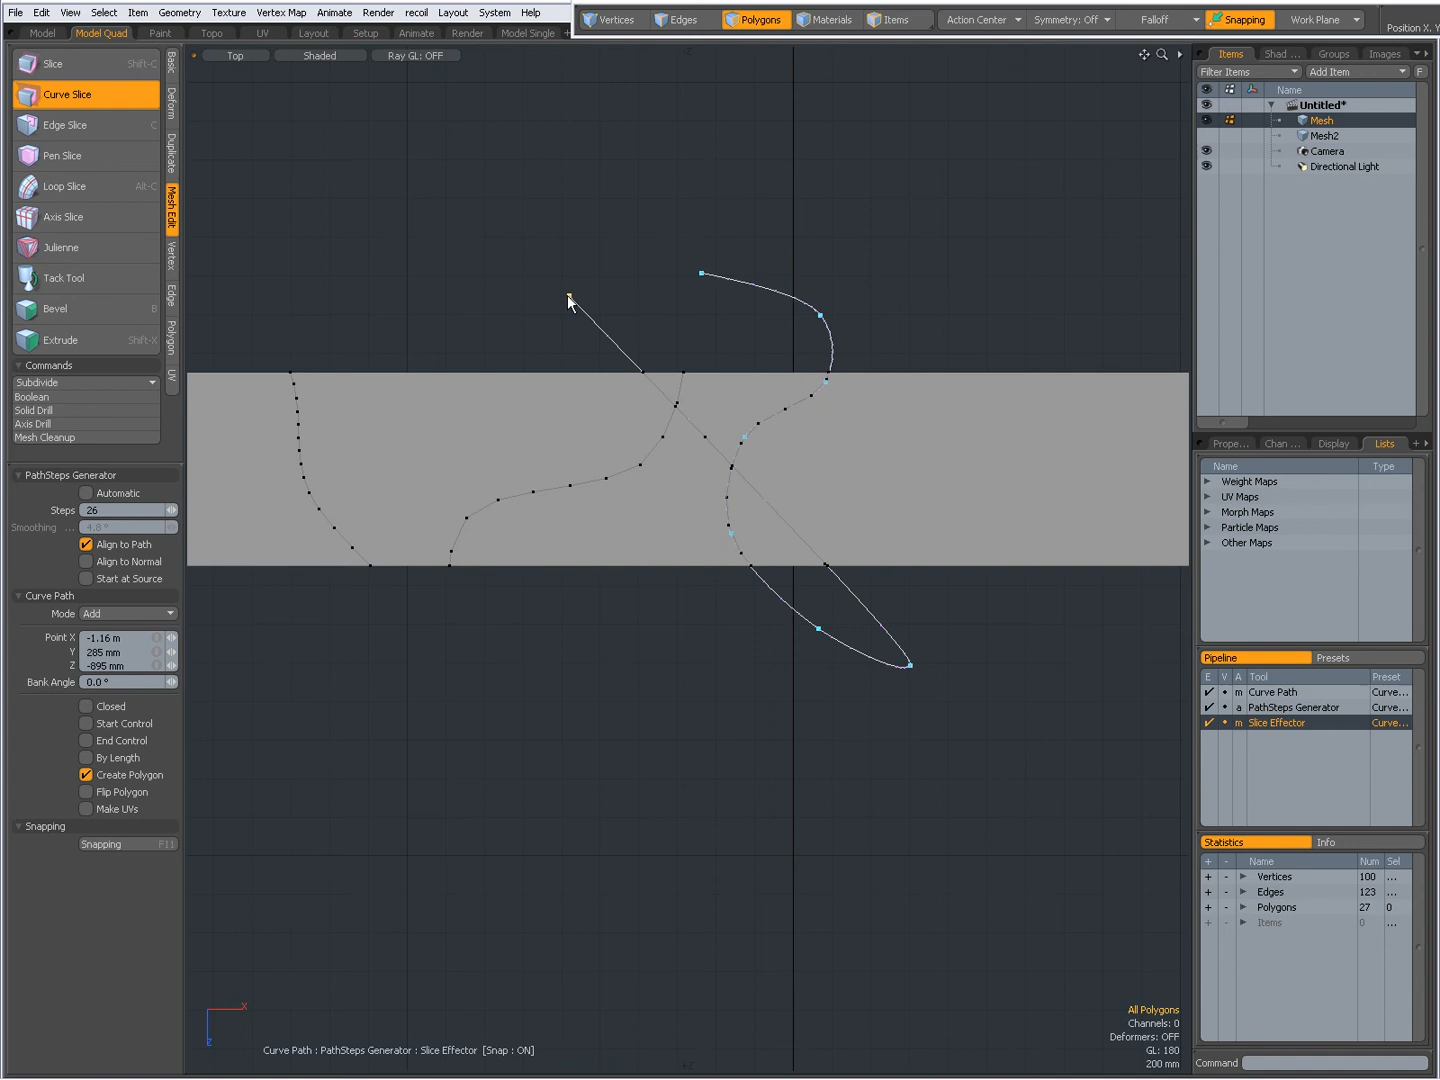 File Edit View Select Item Geometry Texture Vertex Map Animate Render recoil Layout System Help
Vertices Edges Polygons Materials Items Action Center Symmetry: Off Falloff Snapping Work Plane
Position X, Y
Model Model Quad Paint Topo UV Layout Setup Animate Render Model Single +
Top Shaded Ray GL: OFF
Slice Shift-C
Curve Slice
Edge Slice C
Pen Slice
Loop Slice Alt-C
Axis Slice
Julienne
Tack Tool
Bevel B
Extrude Shift-X
Commands
Subdivide
Boolean
Solid Drill
Axis Drill
Mesh Cleanup
Basic
Deform
Duplicate
Mesh Edit
Vertex
Edge
Polygon
UV
PathSteps Generator
Automatic
Steps 26
Smoothing ... 4.8 °
Align to Path
Align to Normal
Start at Source
Curve Path
Mode Add
Point X -1.16 m
Y 285 mm
Z -895 mm
Bank Angle 0.0 °
Closed
Start Control
End Control
By Length
Create Polygon
Flip Polygon
Make UVs
Snapping
Snapping F11
X
Z
Curve Path : PathSteps Generator : Slice Effector [Snap : ON]
All Polygons
Channels: 0
Deformers: OFF
GL: 180
200 mm
Items Shad ... Groups Images
Filter Items Add Item F
Name
Untitled*
Mesh
Mesh2
Camera
Directional Light
Prope... Chan ... Display Lists +
Name Type
Weight Maps
UV Maps
Morph Maps
Particle Maps
Other Maps
Pipeline Presets
E V A Tool Preset
m Curve Path Curve...
a PathSteps Generator Curve...
m Slice Effector Curve...
Statistics Info
+ - Name Num Sel
+ - Vertices 100 ...
+ - Edges 123 ...
+ - Polygons 27 0
+ - Items 0 ...
Command